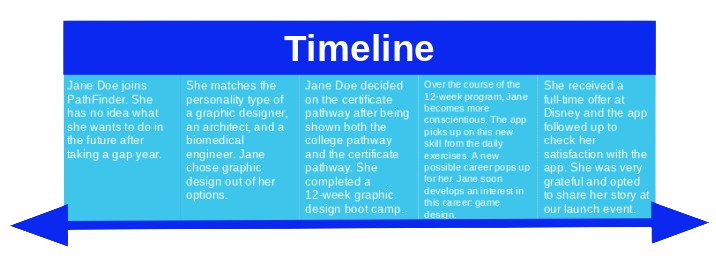 Timeline
Jane Doe joins
PathFinder. She
has no idea what
she wants to do in
the future after
taking a gap year.
She matches the
personality type of
a graphic designer,
an architect, and a
biomedical
engineer. Jane
chose graphic
design out of her
options.
Jane Doe decided
on the certificate
pathway after being
shown both the
college pathway
and the certificate
pathway. She
completed a
12-week graphic
design boot camp.
Over the course of the
12-week program, Jane
becomes more
conscientious. The app
picks up on this new
skill from the daily
exercises. A new
possible career pops up
for her. Jane soon
develops an interest in
this career: game
design.
She received a
full-time offer at
Disney and the app
followed up to
check her
satisfaction with the
app. She was very
grateful and opted
to share her story at
our launch event.